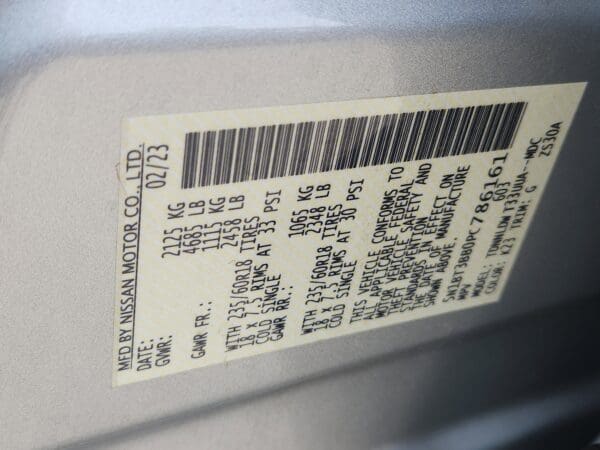 MFD BY NISSAN MOTOR CO., LTD.
DATE: 02/23
GVWR: 2125 KG
4685 LB
GAWR FR.: 1115 KG
2458 LB
WITH 235/60R18 TIRES
18 X 7.5 RIMS AT 33 PSI
COLD SINGLE
GAWR RR.: 1065 KG
2348 LB
WITH 235/60R18 TIRES
18 X 7.5 RIMS AT 30 PSI
COLD SINGLE
THIS VEHICLE CONFORMS TO
ALL APPLICABLE FEDERAL
MOTOR VEHICLE SAFETY AND
THEFT PREVENTION
STANDARDS IN EFFECT ON
THE DATE OF MANUFACTURE
SHOWN ABOVE.
786161
MPV 603
MODEL:
COLOR: K23 TRIM: G ZS30A